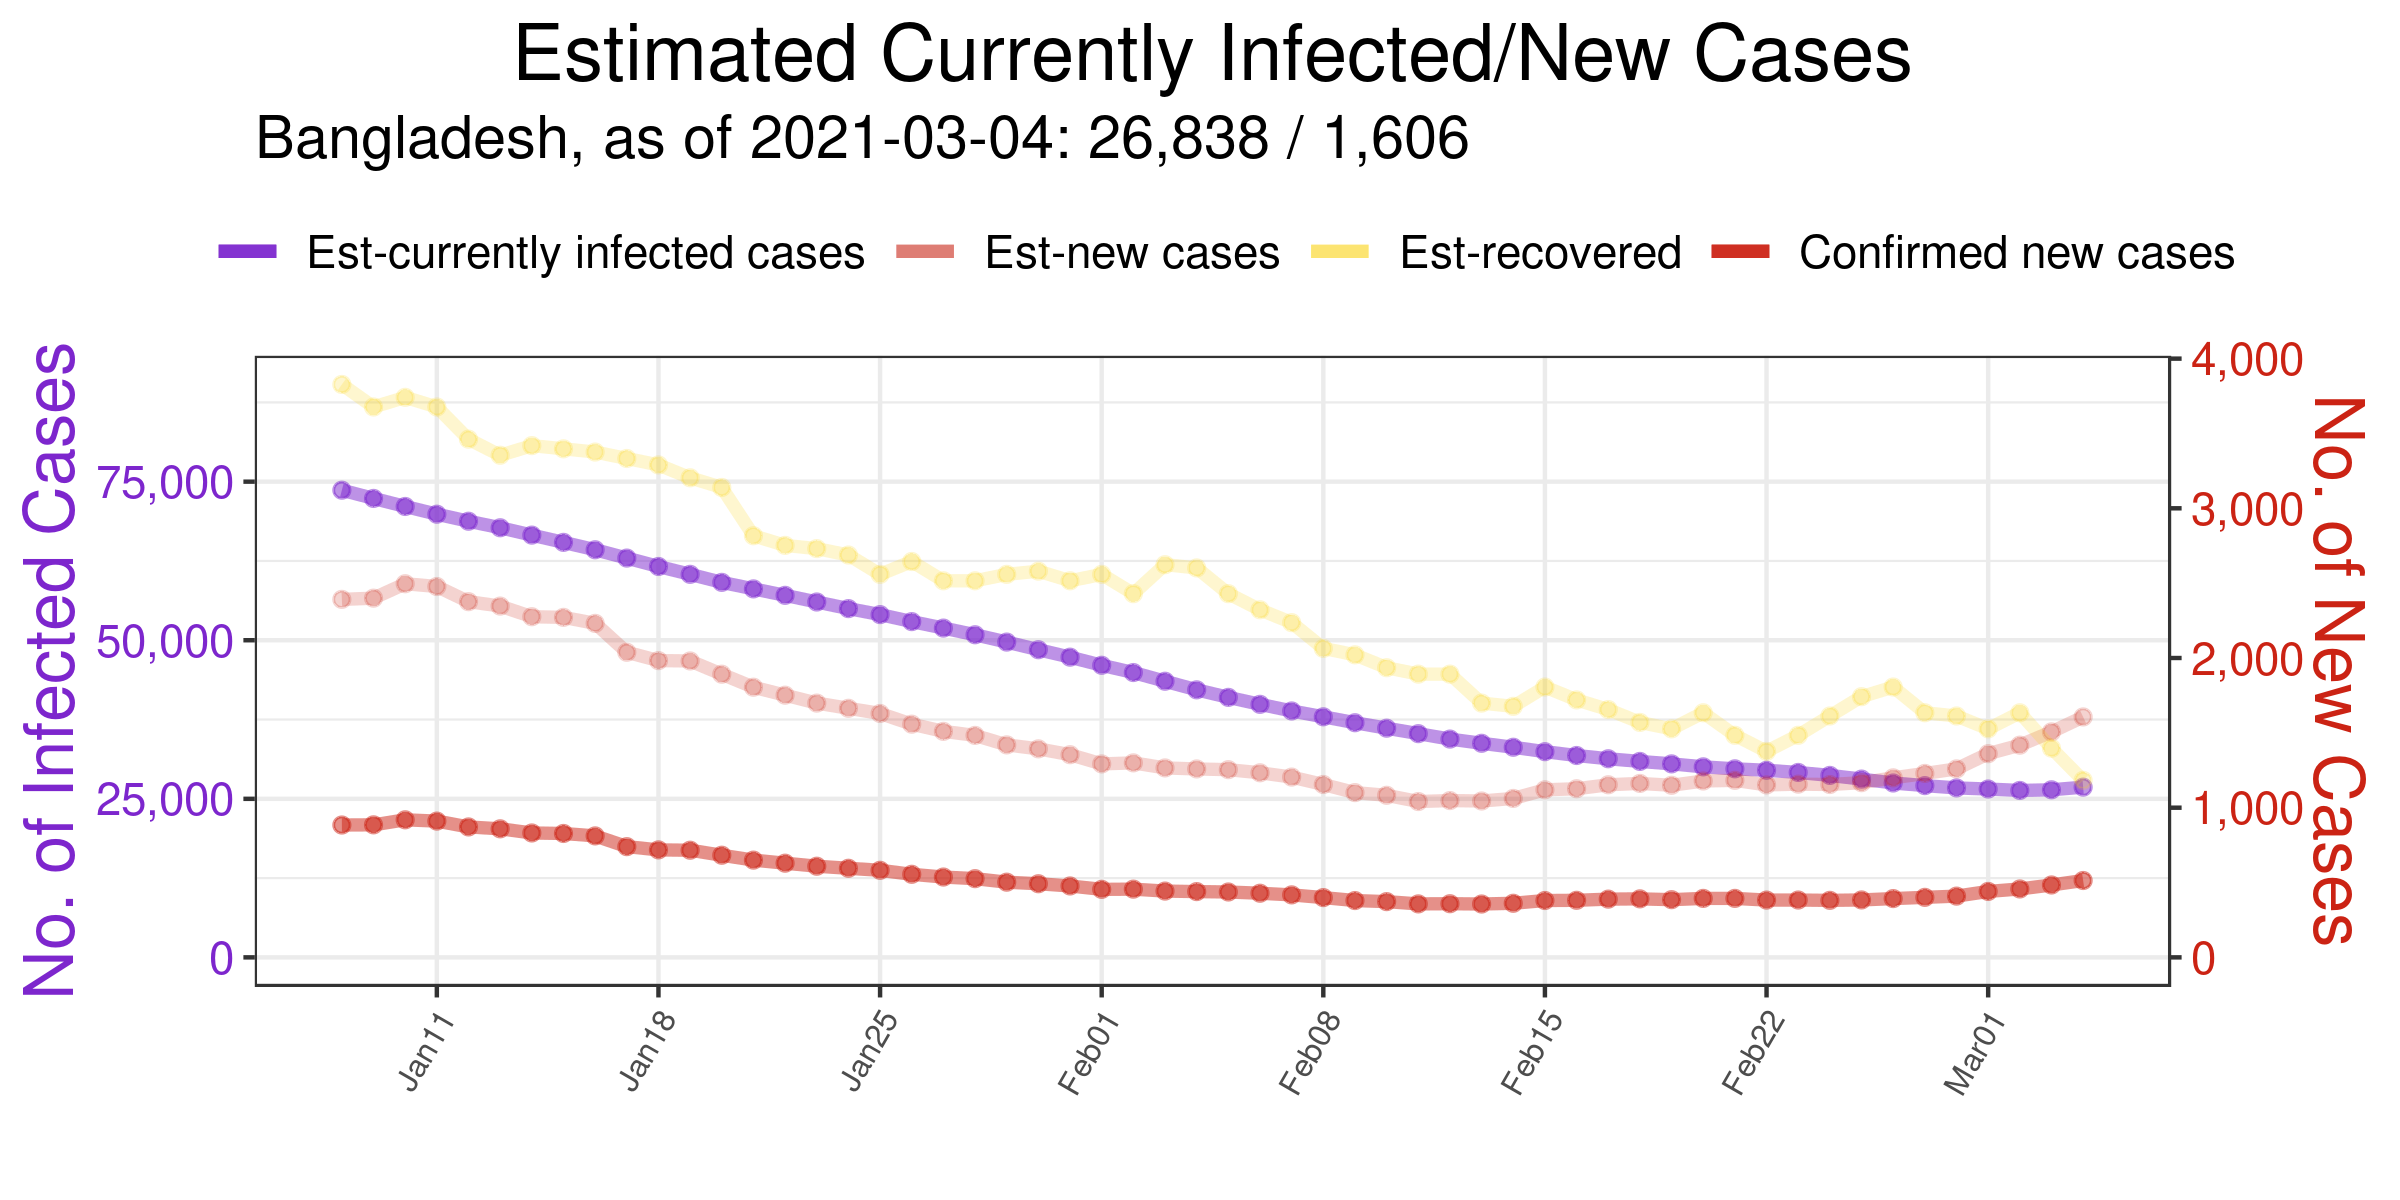 Estimated Currently Infected/New Cases
Bangladesh, as of 2021-03-04: 26,838 / 1,606
Est-currently infected cases
Est-new cases
Est-recovered
Confirmed new cases
No. of Infected Cases
75,000
50,000
25,000
0
4,000
3,000
2,000
1,000
0
No. of New Cases
Jan11
Jan18
Jan25
Feb01
Feb08
Feb15
Feb22
Mar01